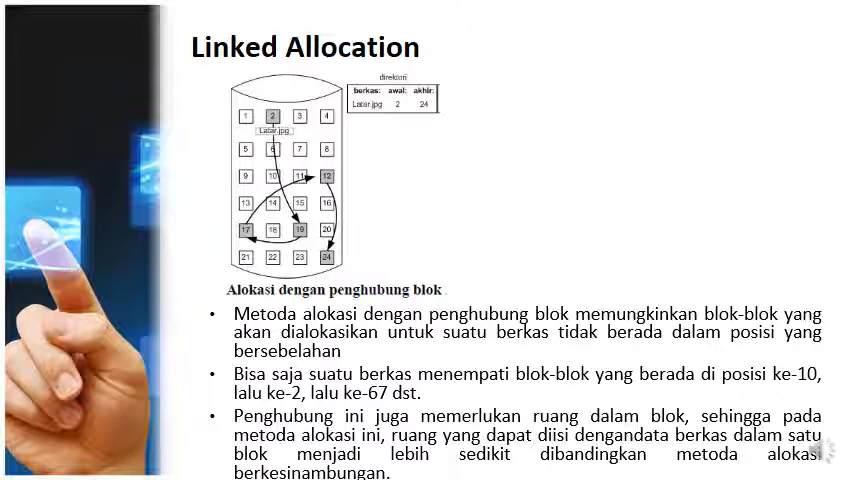 Linked Allocation
direktori
berkas: awal: akhir:
Latar.jpg 2 24
1 2 3 4
Latar.jpg
5 6 7 8
9 10 11 12
13 14 15 16
17 18 19 20
21 22 23 24
Alokasi dengan penghubung blok
• Metoda alokasi dengan penghubung blok memungkinkan blok-blok yang
akan dialokasikan untuk suatu berkas tidak berada dalam posisi yang
bersebelahan
• Bisa saja suatu berkas menempati blok-blok yang berada di posisi ke-10,
lalu ke-2, lalu ke-67 dst.
• Penghubung ini juga memerlukan ruang dalam blok, sehingga pada
metoda alokasi ini, ruang yang dapat diisi dengandata berkas dalam satu
blok menjadi lebih sedikit dibandingkan metoda alokasi
berkesinambungan.